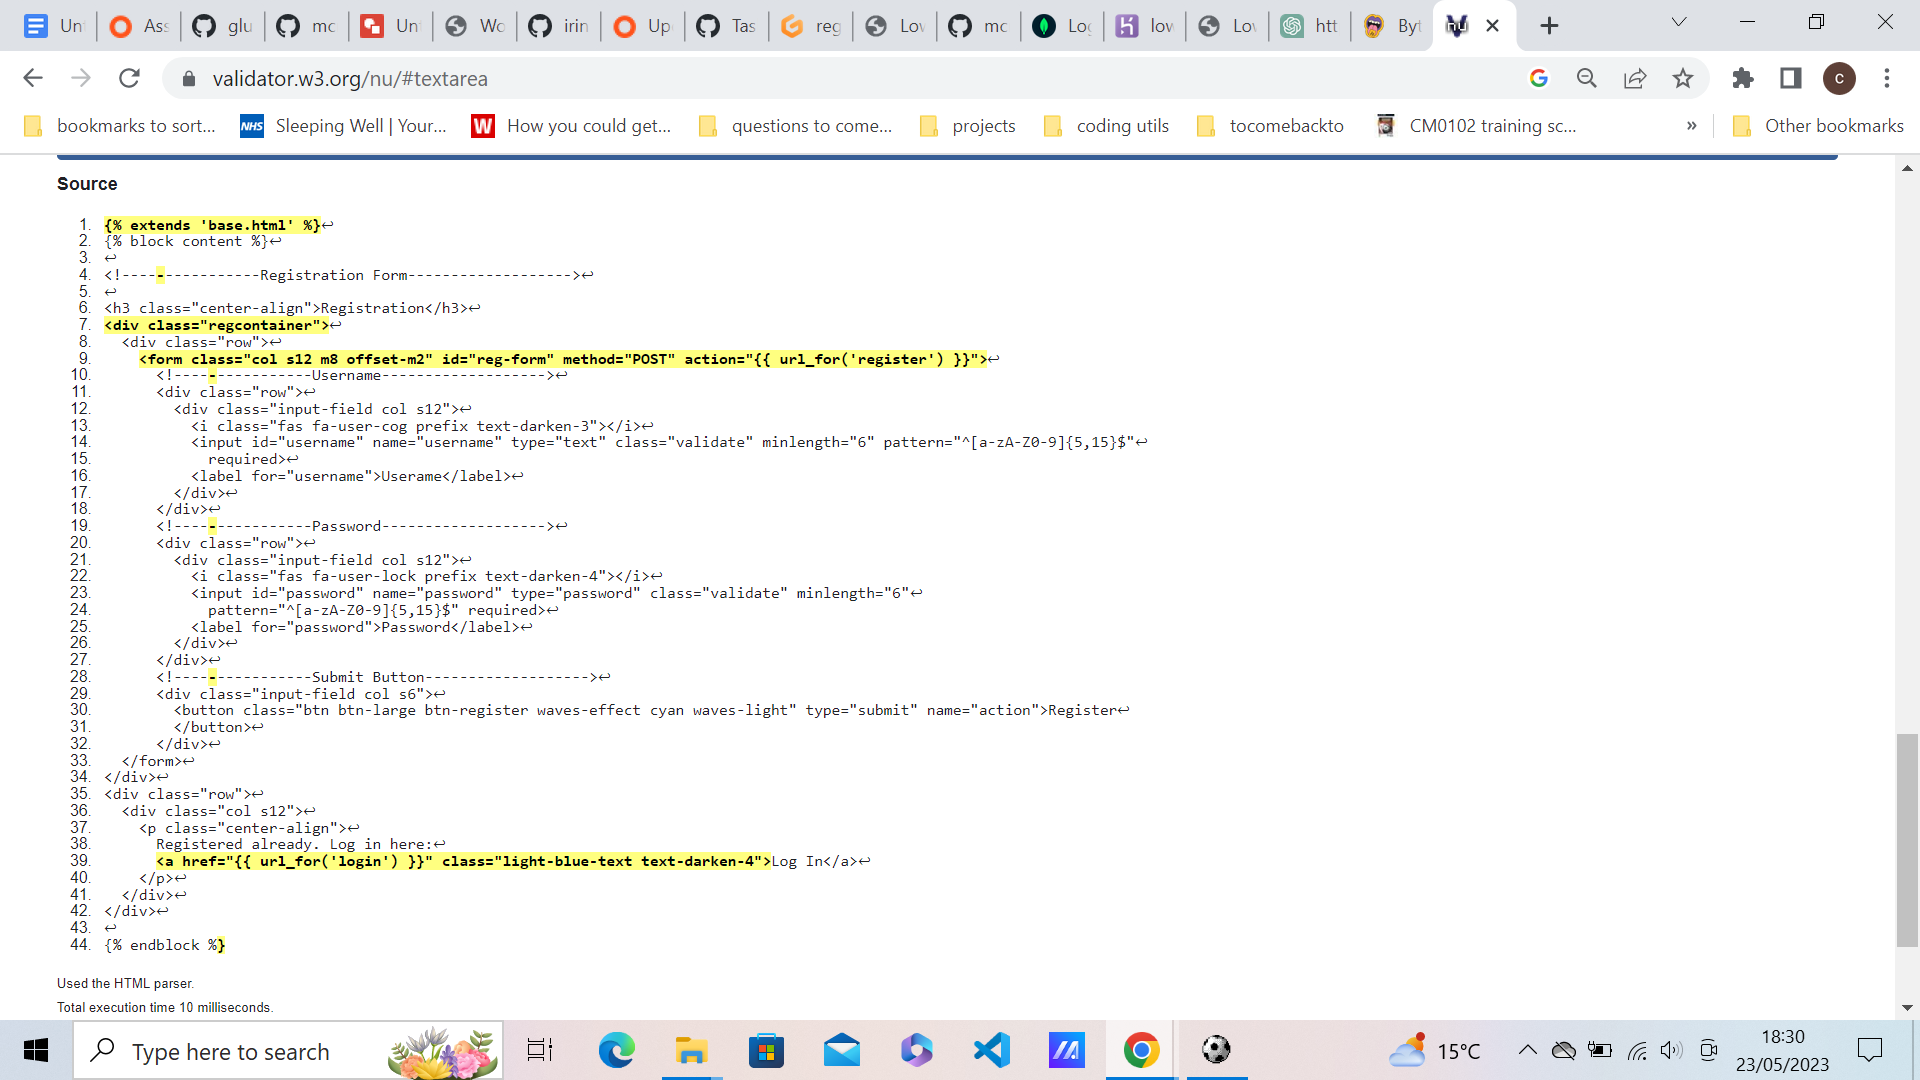 Unt
Ass
glu
mc
Unt
Wo
irin
Up
Tas
reg
Lov
mc
Log
lov
Lov
htt
Byt
validator.w3.org/nu/#textarea
c
bookmarks to sort...
NHS
Sleeping Well | Your...
W
How you could get...
questions to come...
projects
coding utils
tocomebackto
CM0102 training sc...
»
Other bookmarks
Source
1. {% extends 'base.html' %}↩
2. {% block content %}↩
3. ↩
4. <!----------------Registration Form------------------->↩
5. ↩
6. <h3 class="center-align">Registration</h3>↩
7. <div class="regcontainer">↩
8. <div class="row">↩
9. <form class="col s12 m8 offset-m2" id="reg-form" method="POST" action="{{ url_for('register') }}">↩
10. <!----------------Username------------------->↩
11. <div class="row">↩
12. <div class="input-field col s12">↩
13. <i class="fas fa-user-cog prefix text-darken-3"></i>↩
14. <input id="username" name="username" type="text" class="validate" minlength="6" pattern="^[a-zA-Z0-9]{5,15}$"↩
15. required>↩
16. <label for="username">Userame</label>↩
17. </div>↩
18. </div>↩
19. <!----------------Password------------------->↩
20. <div class="row">↩
21. <div class="input-field col s12">↩
22. <i class="fas fa-user-lock prefix text-darken-4"></i>↩
23. <input id="password" name="password" type="password" class="validate" minlength="6"↩
24. pattern="^[a-zA-Z0-9]{5,15}$" required>↩
25. <label for="password">Password</label>↩
26. </div>↩
27. </div>↩
28. <!----------------Submit Button------------------->↩
29. <div class="input-field col s6">↩
30. <button class="btn btn-large btn-register waves-effect cyan waves-light" type="submit" name="action">Register↩
31. </button>↩
32. </div>↩
33. </form>↩
34. </div>↩
35. <div class="row">↩
36. <div class="col s12">↩
37. <p class="center-align">↩
38. Registered already. Log in here:↩
39. <a href="{{ url_for('login') }}" class="light-blue-text text-darken-4">Log In</a>↩
40. </p>↩
41. </div>↩
42. </div>↩
43. ↩
44. {% endblock %}
Used the HTML parser.
Total execution time 10 milliseconds.
Type here to search
15°C
18:30
23/05/2023